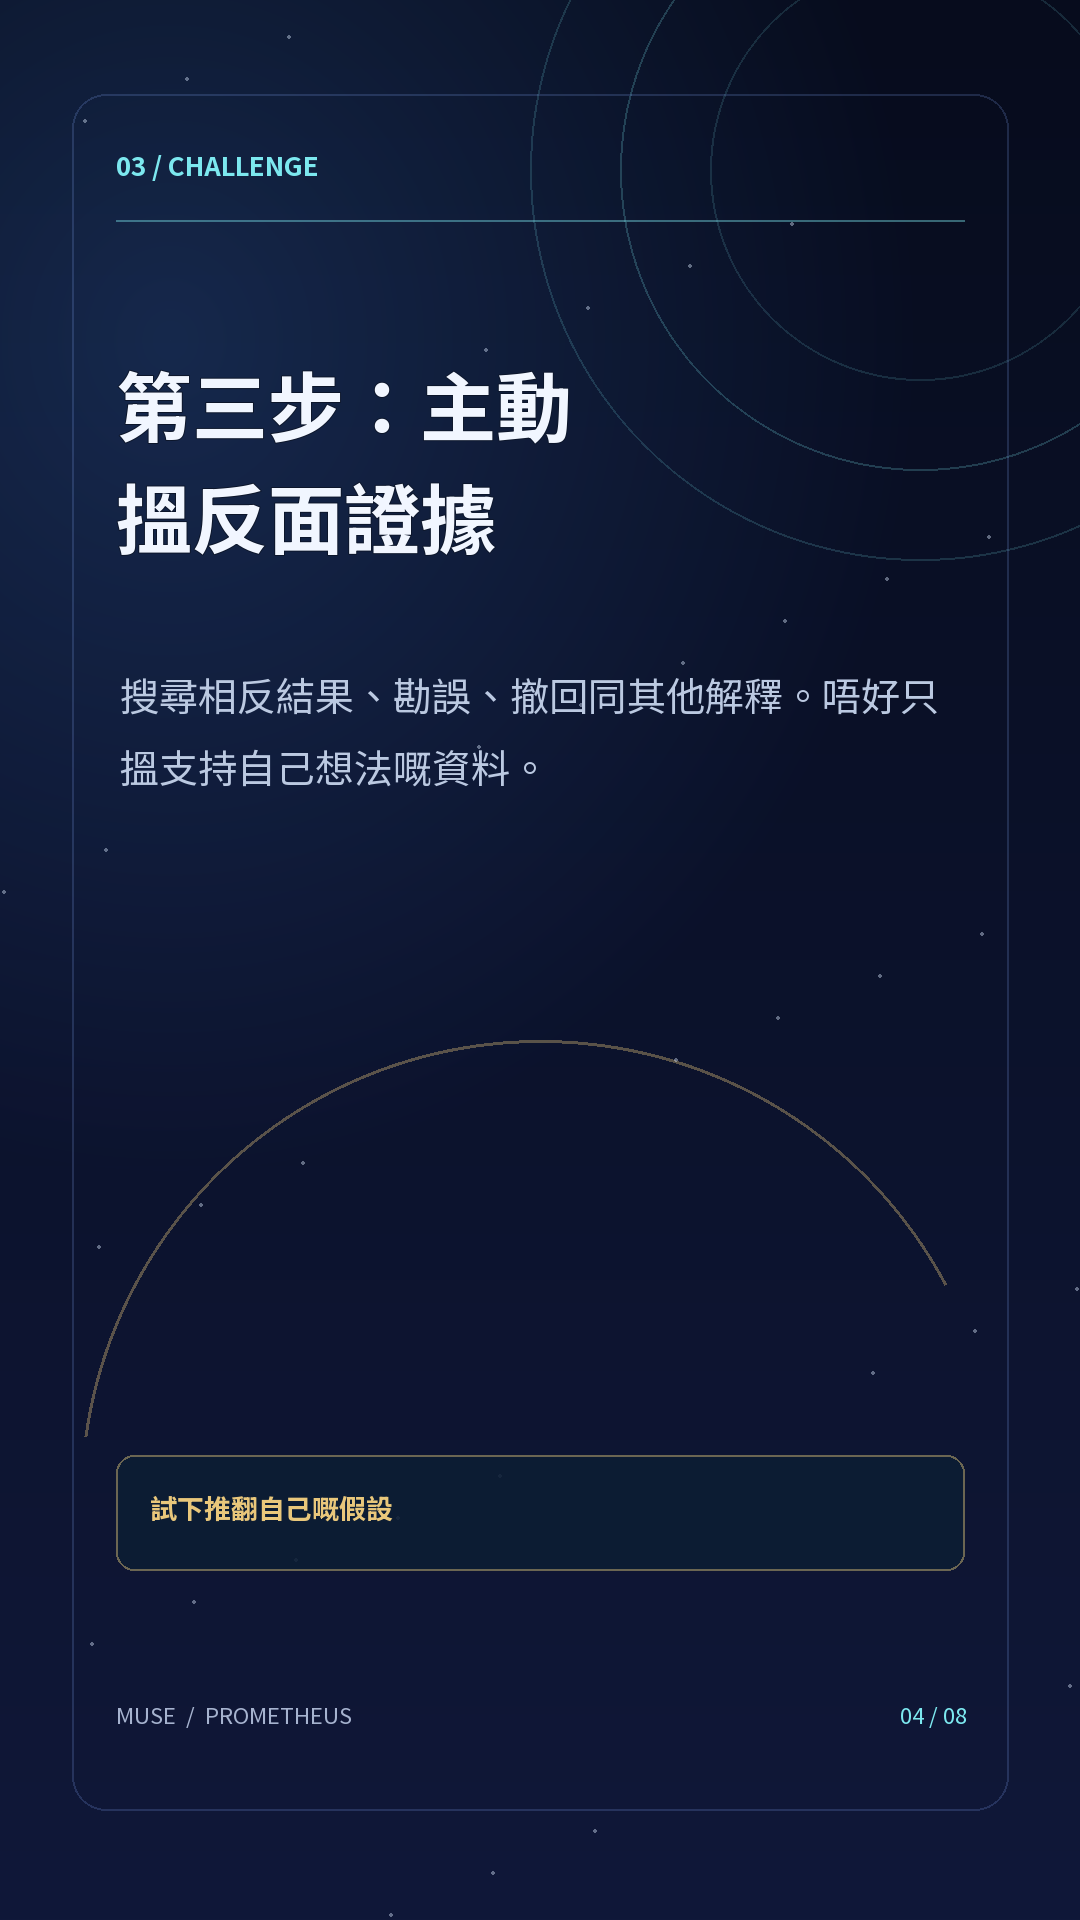 03 / CHALLENGE
第三步：主動
搵反面證據
搜尋相反結果、勘誤、撤回同其他解釋。唔好只
搵支持自己想法嘅資料。
試下推翻自己嘅假設
MUSE / PROMETHEUS
04 / 08